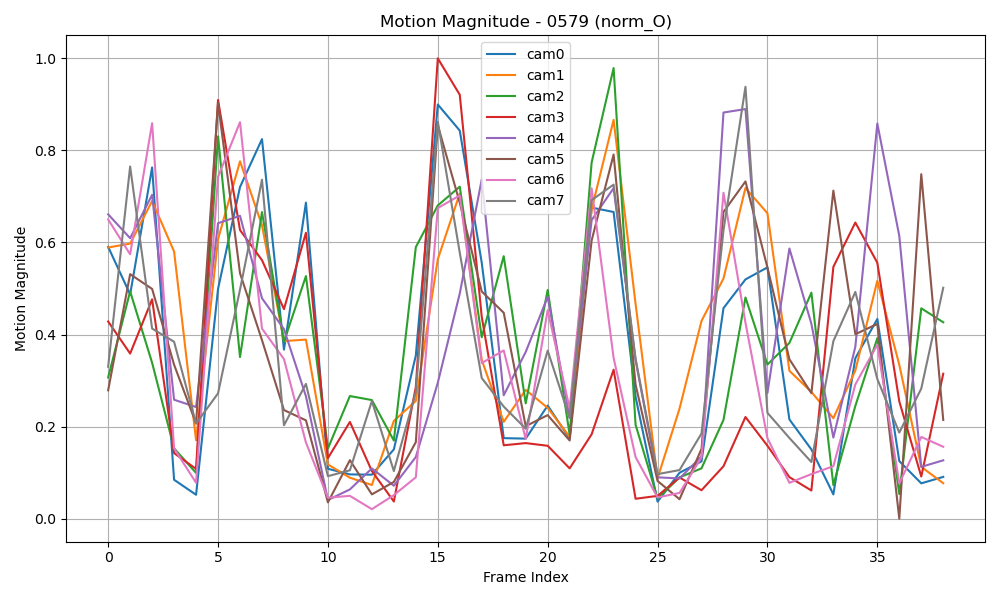 Motion Magnitude - 0579 (norm_O)
cam0
cam1
cam2
cam3
cam4
cam5
cam6
cam7
Motion Magnitude
1.0
0.8
0.6
0.4
0.2
0.0
0 5 10 15 20 25 30 35
Frame Index